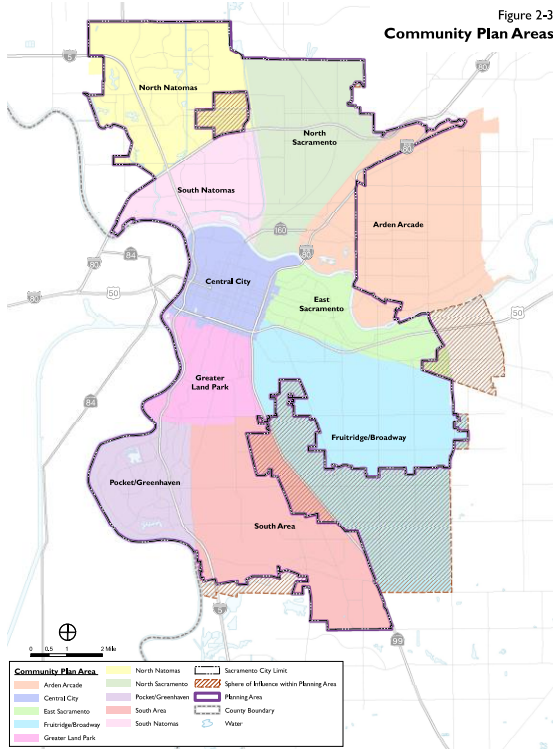 Figure 2-3
Community Plan Areas
5
80
North Natomas
North
Sacramento
80
South Natomas
Arden Arcade
160
84
80
80
Central City
50
80
East
Sacramento
50
Greater
Land Park
84
Fruitridge/Broadway
Pocket/Greenhaven
South Area
5
99
0 0.5 1 2 Mile
Community Plan Area
Arden Arcade
Central City
East Sacramento
Fruitridge/Broadway
Greater Land Park
North Natomas
North Sacramento
Pocket/Greenhaven
South Area
South Natomas
Sacramento City Limit
Sphere of Influence within Planning Area
Planning Area
County Boundary
Water